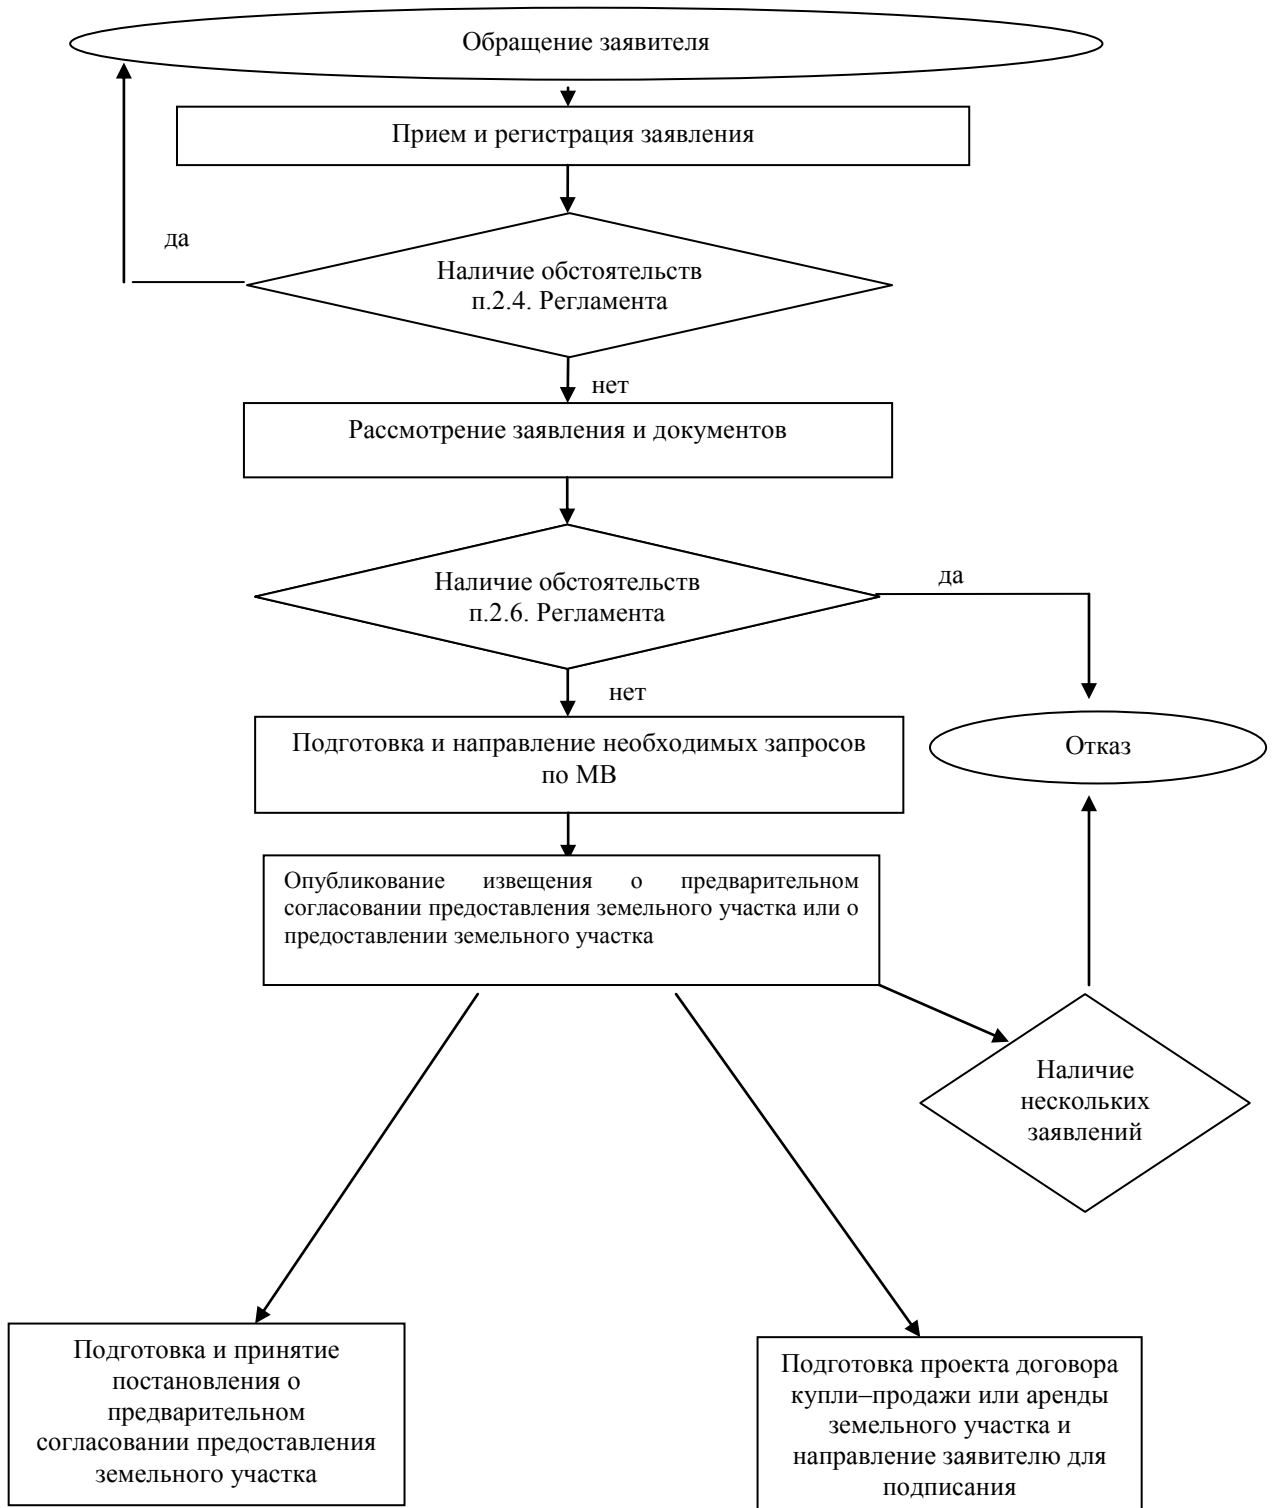 Обращение заявителя
Прием и регистрация заявления
да
Наличие обстоятельств
п.2.4. Регламента
нет
Рассмотрение заявления и документов
Наличие обстоятельств
п.2.6. Регламента
да
нет
Подготовка и направление необходимых запросов
по МВ
Отказ
Опубликование извещения о предварительном
согласовании предоставления земельного участка или о
предоставлении земельного участка
Наличие
нескольких
заявлений
Подготовка и принятие
постановления о
предварительном
согласовании предоставления
земельного участка
Подготовка проекта договора
купли–продажи или аренды
земельного участка и
направление заявителю для
подписания